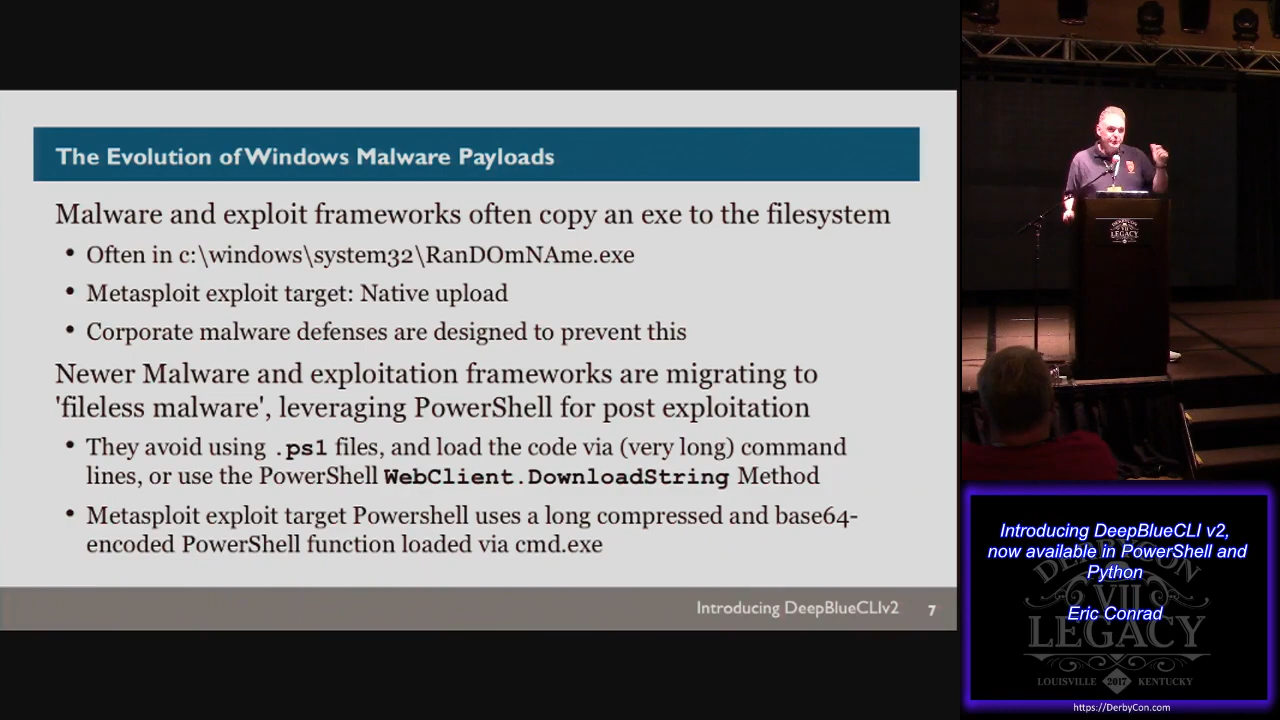 The Evolution of Windows Malware Payloads
Malware and exploit frameworks often copy an exe to the filesystem
• Often in c:\windows\system32\RanDOmNAme.exe
• Metasploit exploit target: Native upload
• Corporate malware defenses are designed to prevent this
Newer Malware and exploitation frameworks are migrating to
'fileless malware', leveraging PowerShell for post exploitation
• They avoid using .ps1 files, and load the code via (very long) command
lines, or use the PowerShell WebClient.DownloadString Method
• Metasploit exploit target Powershell uses a long compressed and base64-
encoded PowerShell function loaded via cmd.exe
Introducing DeepBlueCLIv2 7
LEGACY
Introducing DeepBlueCLI v2,
now available in PowerShell and
Python
Eric Conrad
DERBYCON
VII
LEGACY
LOUISVILLE 2017 KENTUCKY
https://DerbyCon.com